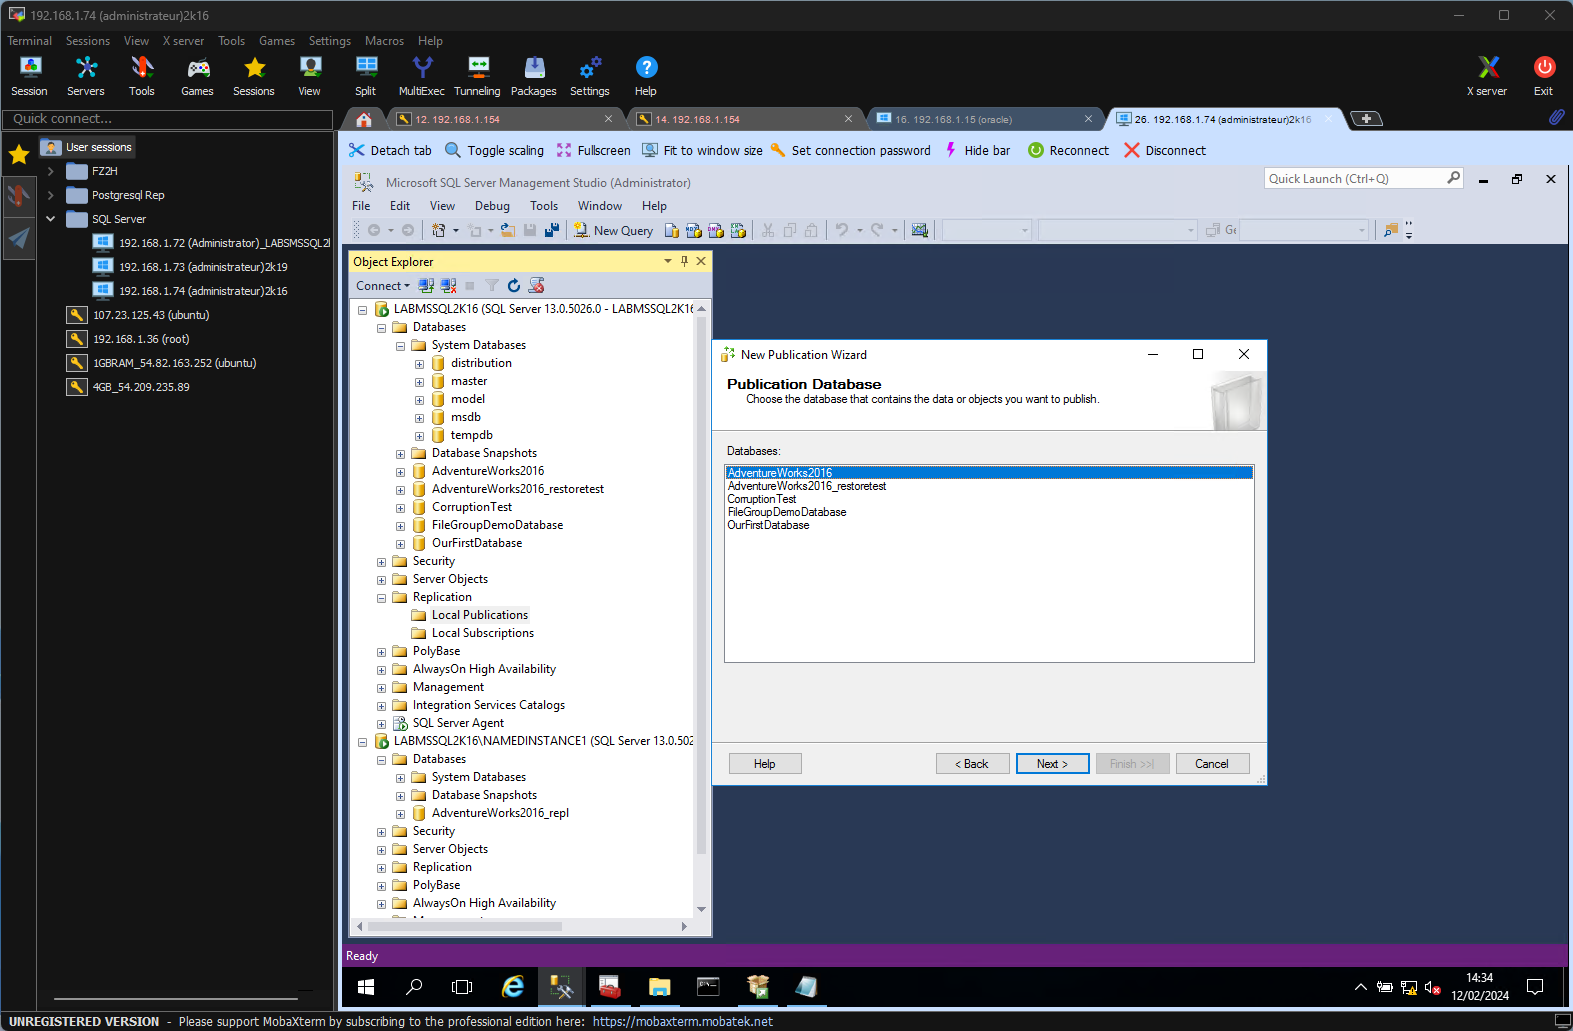 192.168.1.74 (administrateur)2k16
Terminal Sessions View X server Tools Games Settings Macros Help
Session Servers Tools Games Sessions View Split MultiExec Tunneling Packages Settings Help X server Exit
Quick connect...
12. 192.168.1.154
14. 192.168.1.154
16. 192.168.1.15 (oracle)
26. 192.168.1.74 (administrateur)2k16
User sessions
FZ2H
Postgresql Rep
SQL Server
192.168.1.72 (Administrator)_LABSMSSQL2
192.168.1.73 (administrateur)2k19
192.168.1.74 (administrateur)2k16
107.23.125.43 (ubuntu)
192.168.1.36 (root)
1GBRAM_54.82.163.252 (ubuntu)
4GB_54.209.235.89
Detach tab Toggle scaling Fullscreen Fit to window size Set connection password Hide bar Reconnect Disconnect
Microsoft SQL Server Management Studio (Administrator)
Quick Launch (Ctrl+Q)
File Edit View Debug Tools Window Help
New Query
Object Explorer
Connect
LABMSSQL2K16 (SQL Server 13.0.5026.0 - LABMSSQL2K16
Databases
System Databases
distribution
master
model
msdb
tempdb
Database Snapshots
AdventureWorks2016
AdventureWorks2016_restoretest
CorruptionTest
FileGroupDemoDatabase
OurFirstDatabase
Security
Server Objects
Replication
Local Publications
Local Subscriptions
PolyBase
AlwaysOn High Availability
Management
Integration Services Catalogs
SQL Server Agent
LABMSSQL2K16\NAMEDINSTANCE1 (SQL Server 13.0.502
Databases
System Databases
Database Snapshots
AdventureWorks2016_repl
Security
Server Objects
Replication
PolyBase
AlwaysOn High Availability
New Publication Wizard
Publication Database
Choose the database that contains the data or objects you want to publish.
Databases:
AdventureWorks2016
AdventureWorks2016_restoretest
CorruptionTest
FileGroupDemoDatabase
OurFirstDatabase
Help
< Back
Next >
Finish >>|
Cancel
Ready
14:34
12/02/2024
UNREGISTERED VERSION - Please support MobaXterm by subscribing to the professional edition here: https://mobaxterm.mobatek.net